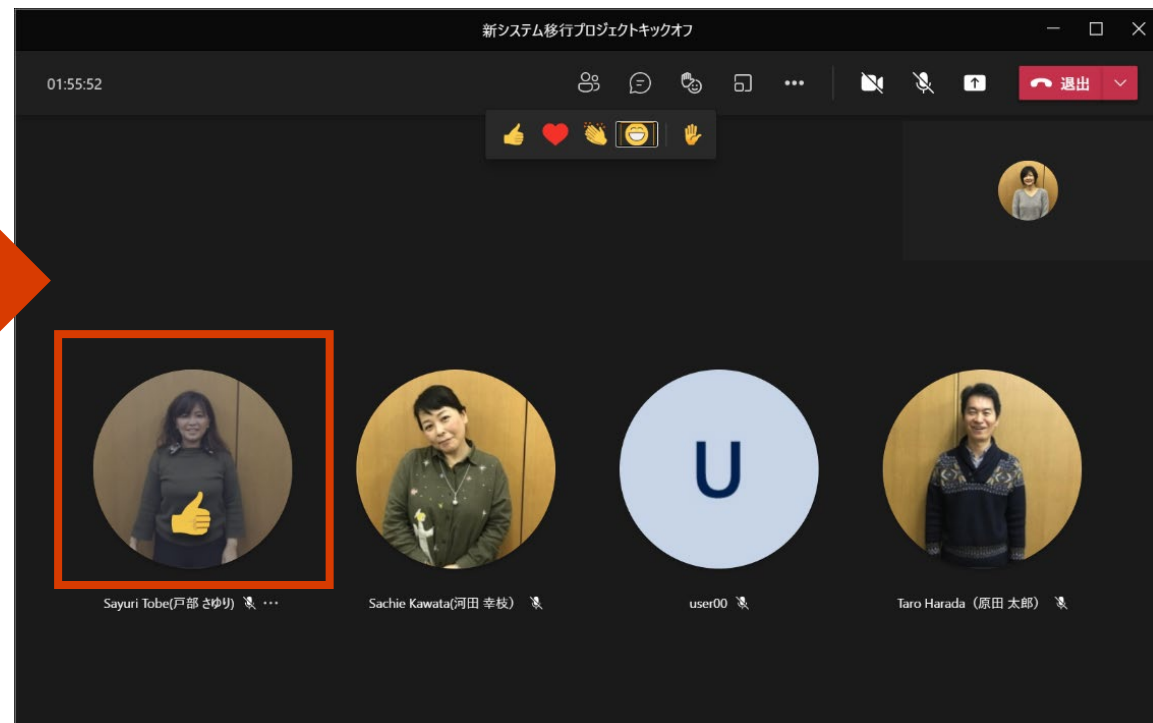 新システム移行プロジェクトキックオフ
01:55:52
退出
U
Sayuri Tobe(戸部 さゆり)
Sachie Kawata(河田 幸枝）
user00
Taro Harada（原田 太郎）